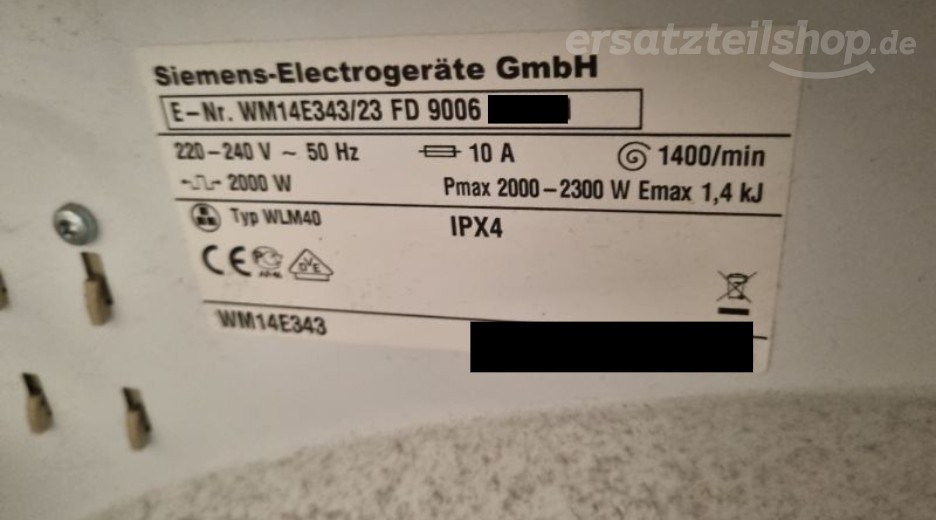 ersatzteilshop.de
Siemens-Electrogeräte GmbH
E-Nr. WM14E343/23 FD 9006
220-240 V ~ 50 Hz 10 A 1400/min
2000 W Pmax 2000-2300 W Emax 1,4 kJ
Typ WLM40 IPX4
CE DVE
WM14E343